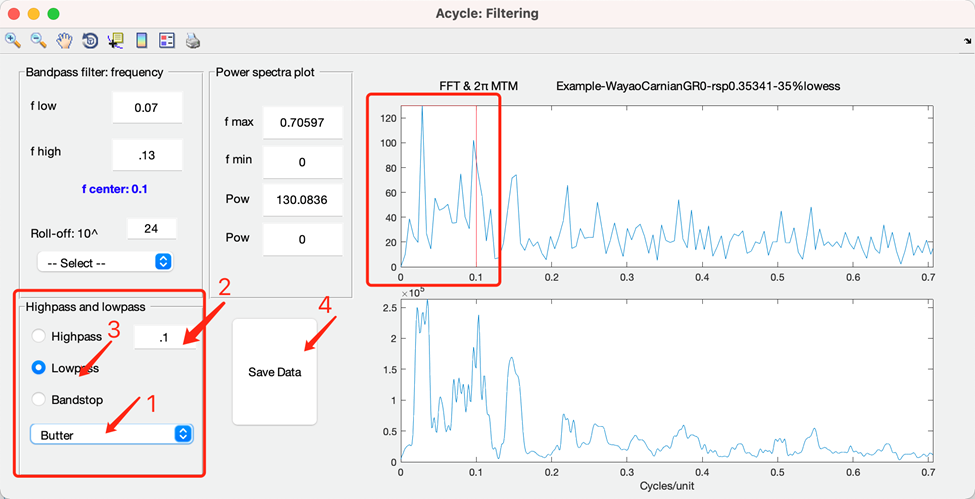 Acycle: Filtering
Bandpass filter: frequency
f low
0.07
f high
.13
f center: 0.1
Roll-off: 10^
24
-- Select --
Power spectra plot
f max
0.70597
f min
0
Pow
130.0836
Pow
0
Highpass and lowpass
2
Highpass
.1
3
Lowpass
Bandstop
1
Butter
4
Save Data
FFT & 2π MTM
Example-WayaoCarnianGR0-rsp0.35341-35%lowess
120
100
80
60
40
20
0
0 0.1 0.2 0.3 0.4 0.5 0.6 0.7
×10^5
2.5
2
1.5
1
0.5
0
0 0.1 0.2 0.3 0.4 0.5 0.6 0.7
Cycles/unit